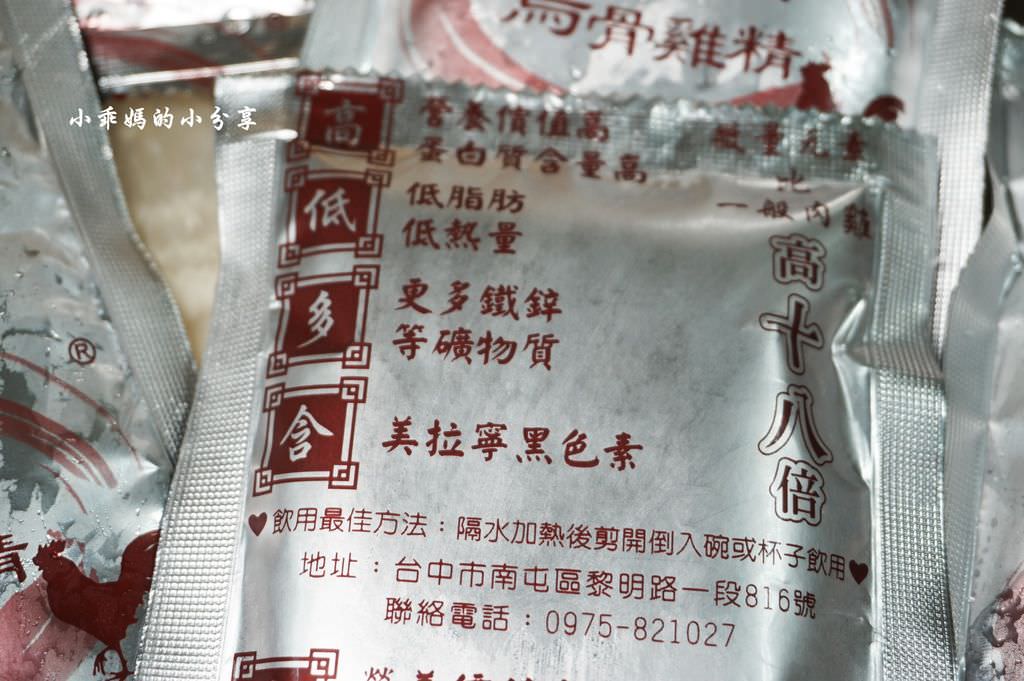 烏骨雞精
小乖媽的小分享
高
營養價值高
蛋白質含量高
低
低脂肪
低熱量
多
更多鐵鋅
等礦物質
含
美拉寧黑色素
微量元素
比
一般肉雞
高十八倍
♥飲用最佳方法：隔水加熱後剪開倒入碗或杯子飲用♥
地址：台中市南屯區黎明路一段816號
聯絡電話：0975-821027
®
精